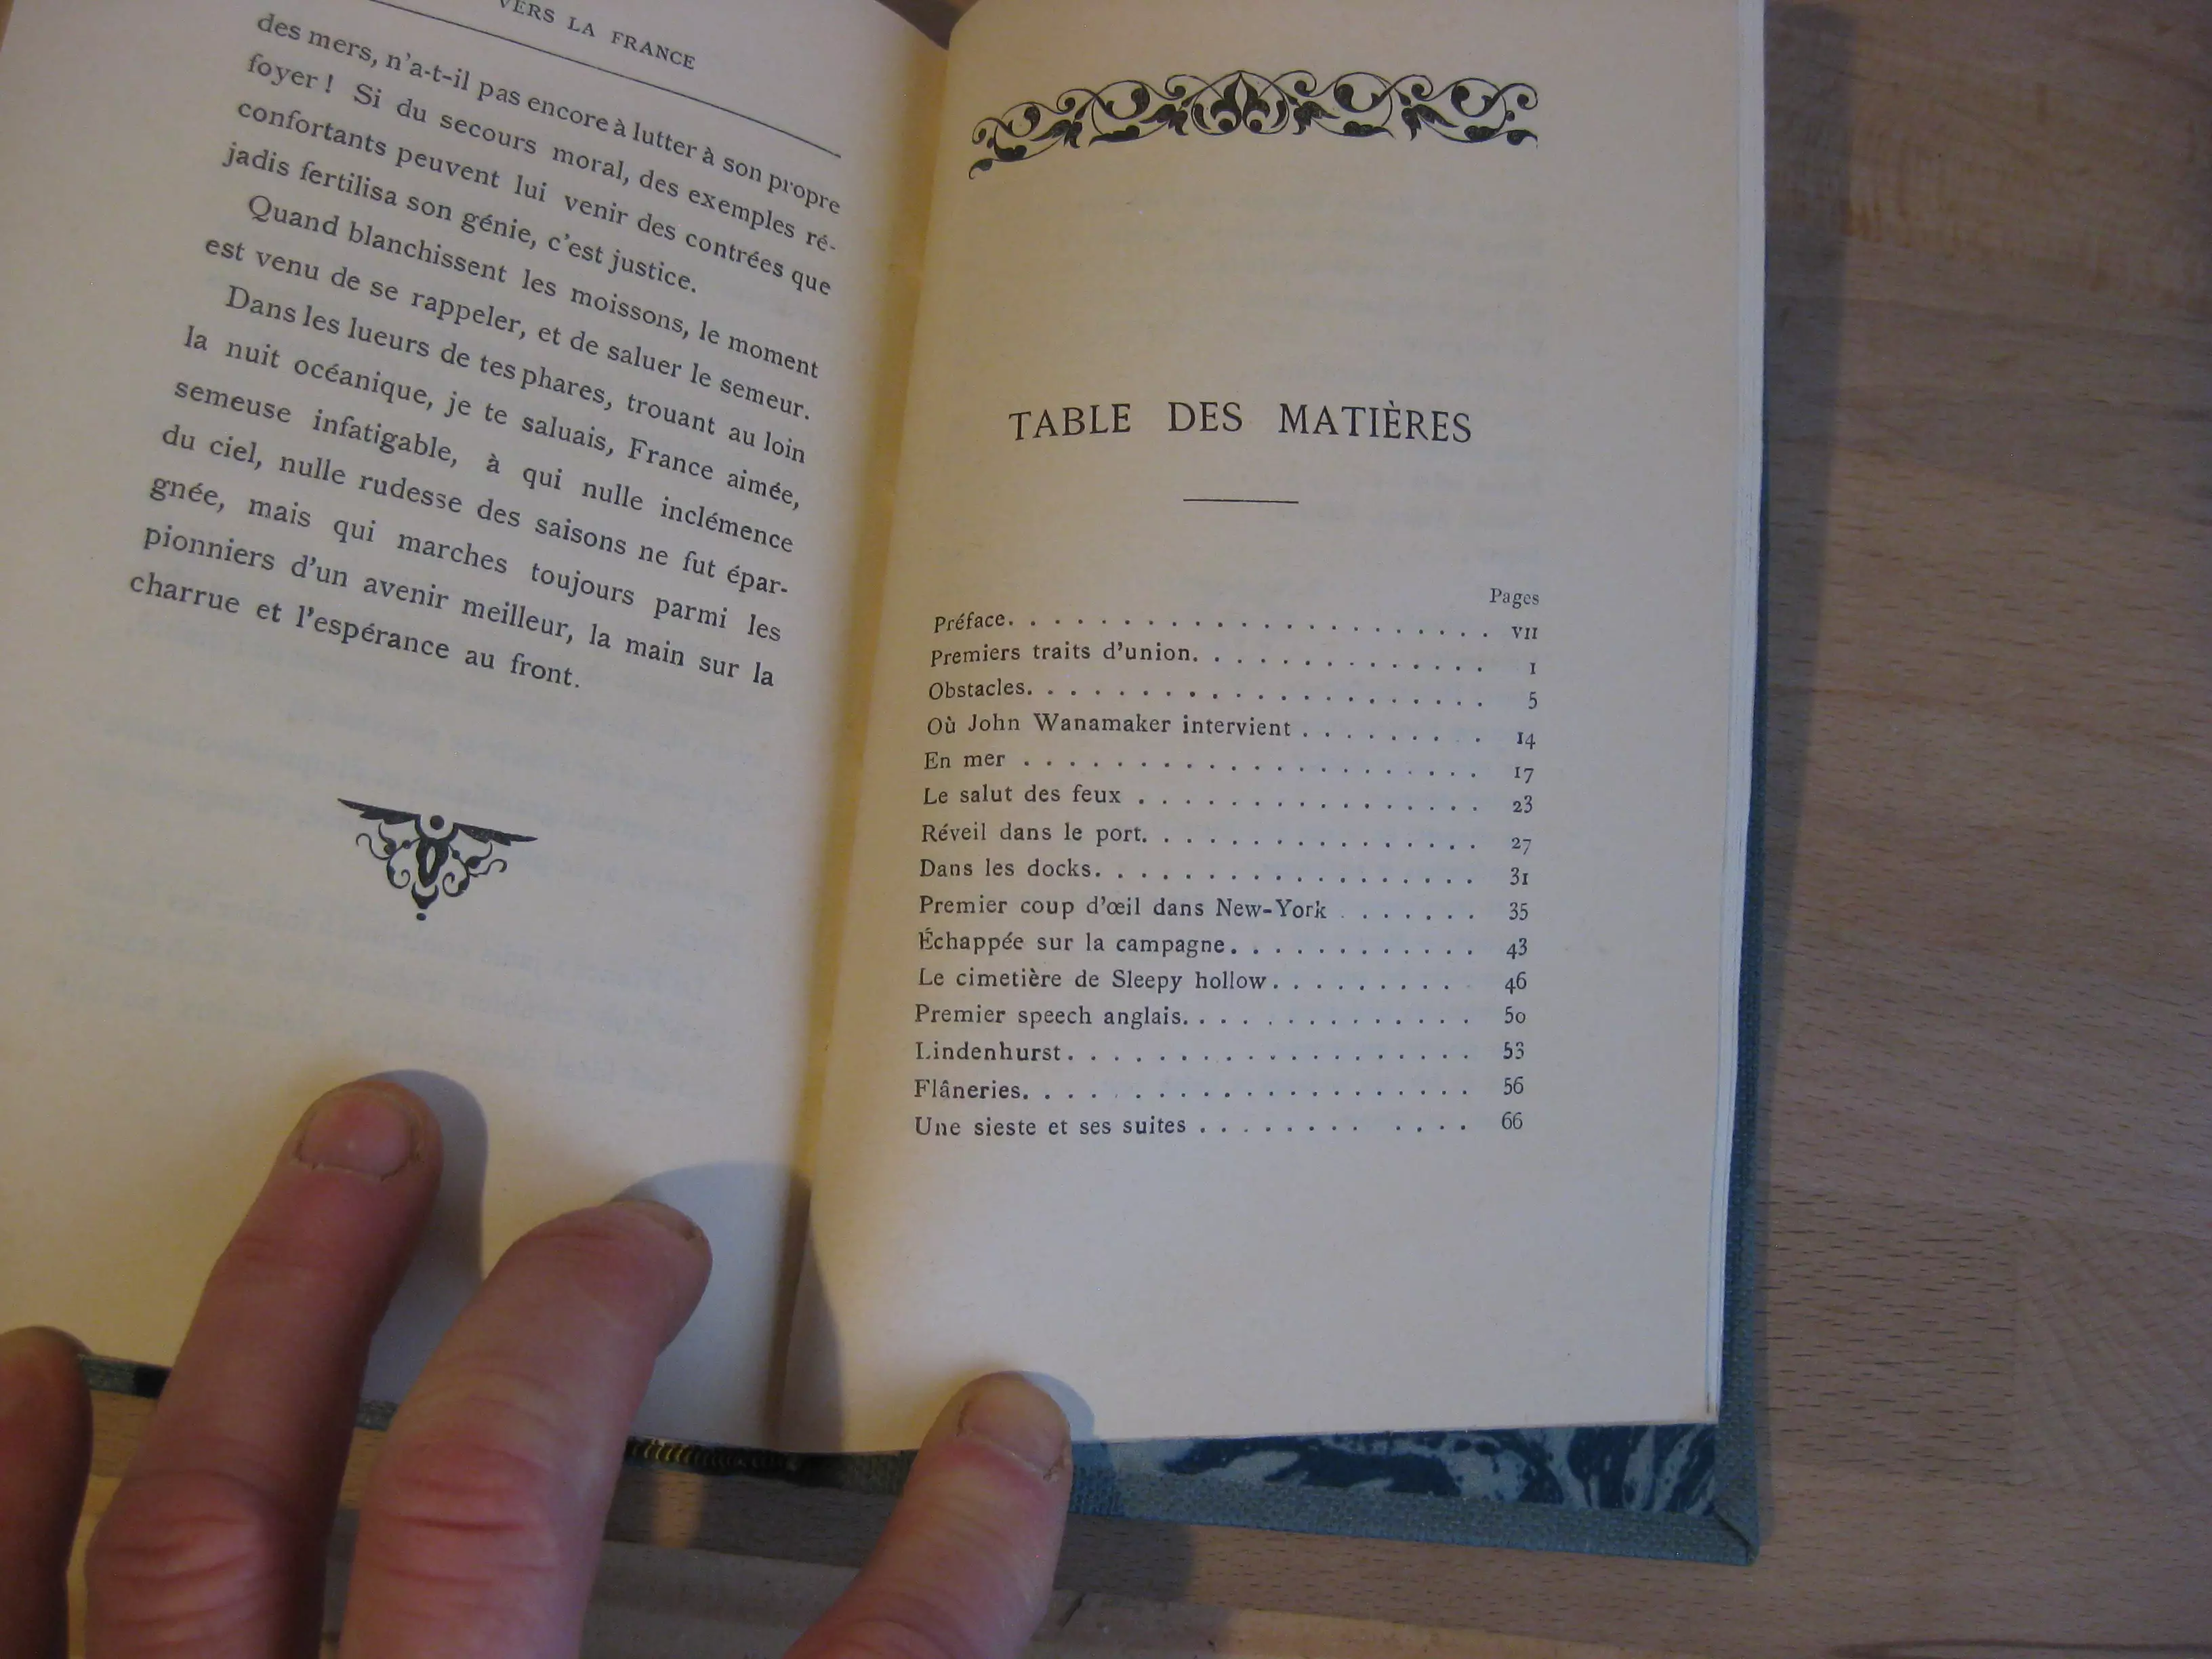 VERS LA FRANCE
des mers, n'a-t-il pas encore à lutter à son propre
foyer ! Si du secours moral, des exemples ré-
confortants peuvent lui venir des contrées que
jadis fertilisa son génie, c'est justice.
Quand blanchissent les moissons, le moment
est venu de se rappeler, et de saluer le semeur.
Dans les lueurs de tes phares, trouant au loin
la nuit océanique, je te saluais, France aimée,
semeuse infatigable, à qui nulle inclémence
du ciel, nulle rudesse des saisons ne fut épar-
gnée, mais qui marches toujours parmi les
pionniers d'un avenir meilleur, la main sur la
charrue et l'espérance au front.
TABLE DES MATIÈRES
Pages
Préface. . . . . . . . . . . . . . . . . . . . . . VII
Premiers traits d'union. . . . . . . . . . . . . . 1
Obstacles. . . . . . . . . . . . . . . . . . . . . 5
Où John Wanamaker intervient . . . . . . . . 14
En mer . . . . . . . . . . . . . . . . . . . . 17
Le salut des feux . . . . . . . . . . . . . . . 23
Réveil dans le port. . . . . . . . . . . . . . . 27
Dans les docks. . . . . . . . . . . . . . . . . 31
Premier coup d'œil dans New-York . . . . . . . 35
Échappée sur la campagne. . . . . . . . . . . 43
Le cimetière de Sleepy hollow. . . . . . . . . 46
Premier speech anglais. . . . . . . . . . . . . 50
Lindenhurst. . . . . . . . . . . . . . . . . . 53
Flâneries. . . . . . . . . . . . . . . . . . . . 56
Une sieste et ses suites . . . . . . . . . . . . 66